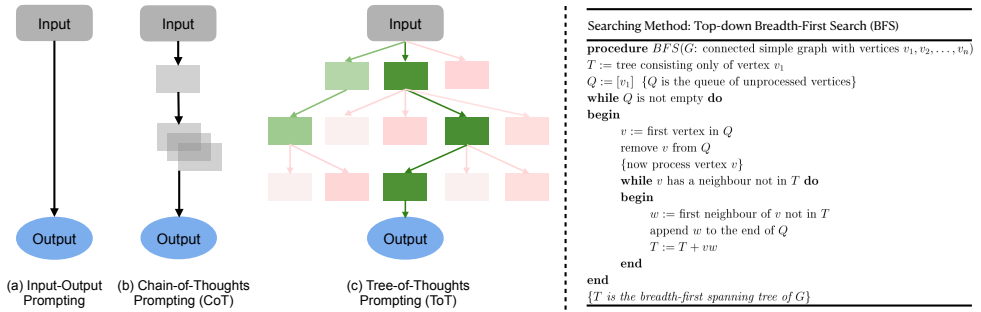 Input
Output
(a) Input-Output
Prompting
Input
Output
(b) Chain-of-Thoughts
Prompting (CoT)
Input
Output
(c) Tree-of-Thoughts
Prompting (ToT)
Searching Method: Top-down Breadth-First Search (BFS)
procedure BFS(G: connected simple graph with vertices v₁, v₂, . . . , vₙ)
T := tree consisting only of vertex v₁
Q := [v₁] {Q is the queue of unprocessed vertices}
while Q is not empty do
begin
v := first vertex in Q
remove v from Q
{now process vertex v}
while v has a neighbour not in T do
begin
w := first neighbour of v not in T
append w to the end of Q
T := T + vw
end
end
{T is the breadth-first spanning tree of G}